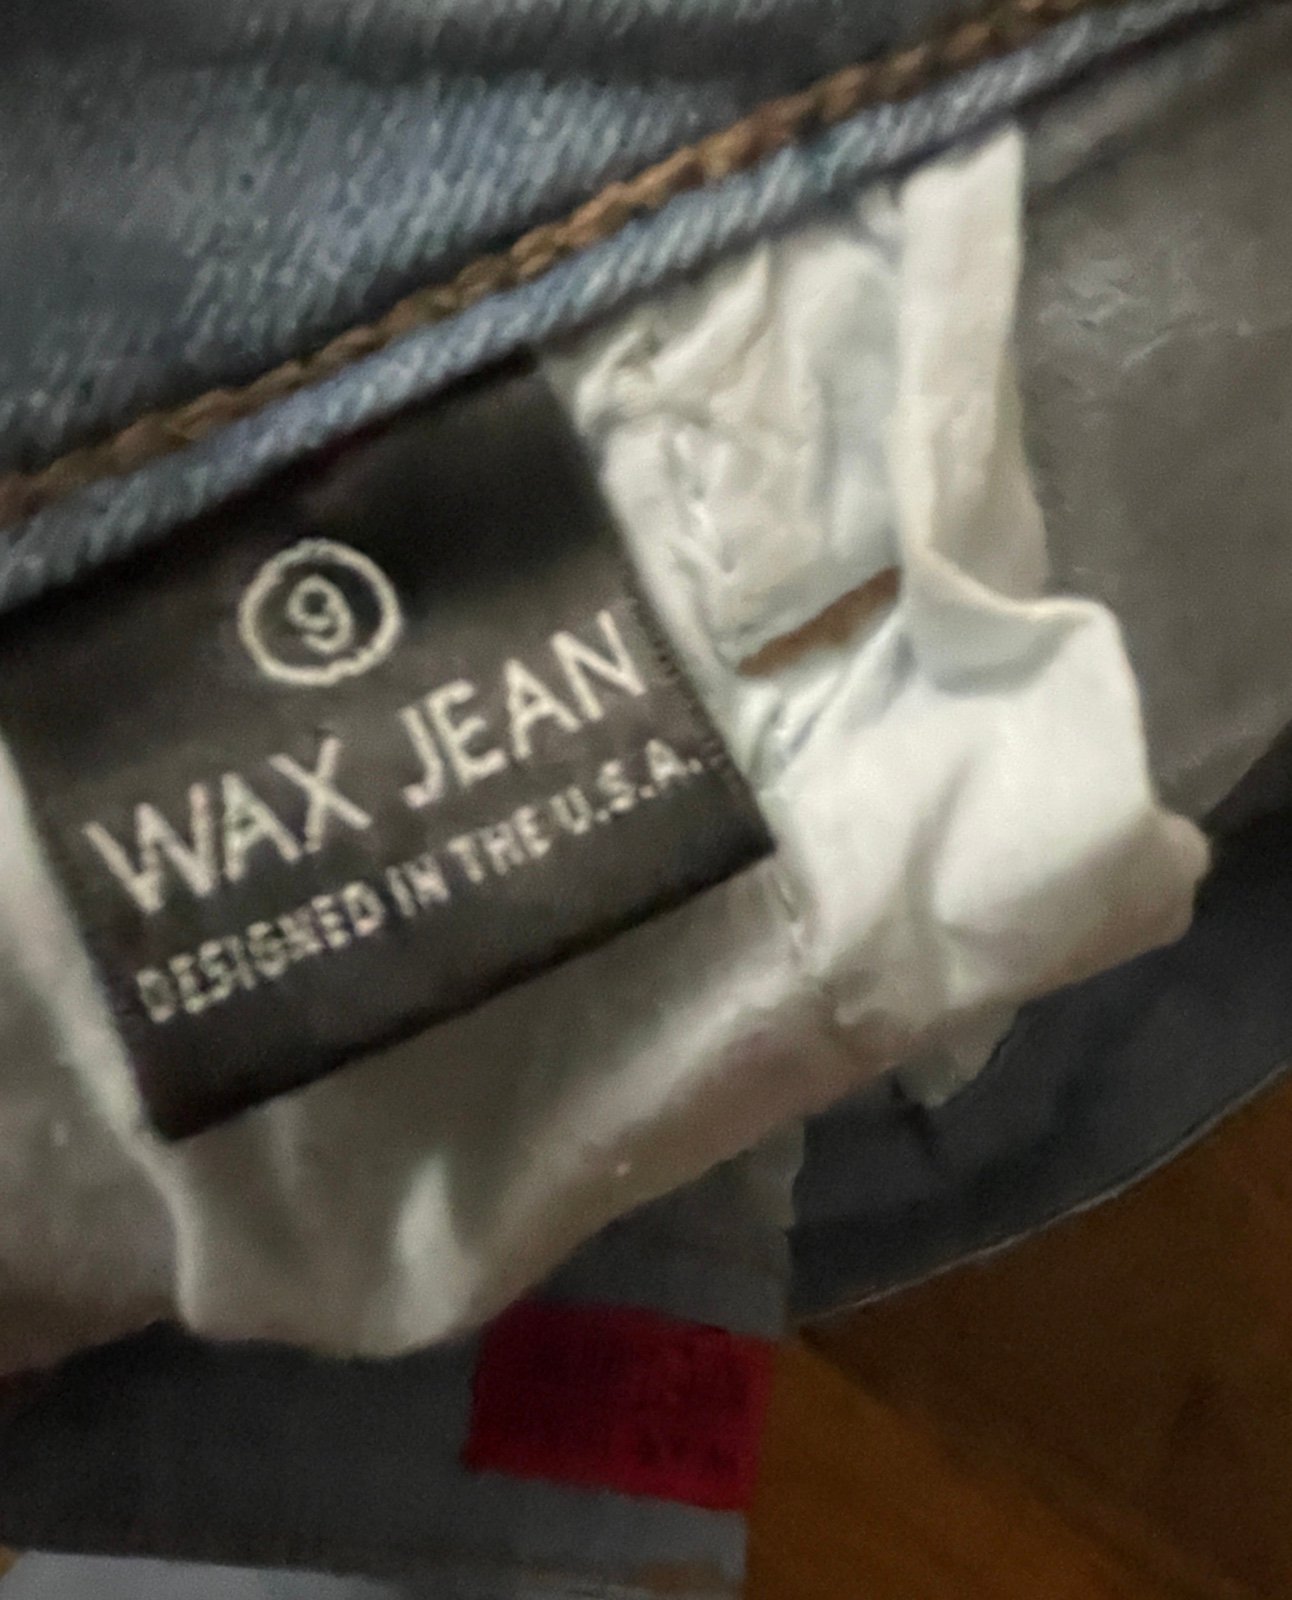 9
WAX JEAN
DESIGNED IN THE U.S.A.